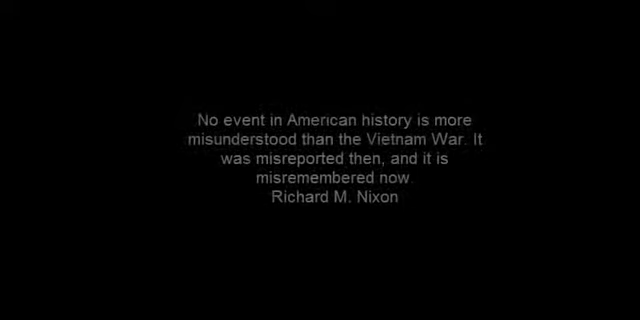 No event in American history is more
misunderstood than the Vietnam War. It
was misreported then, and it is
misremembered now.
Richard M. Nixon